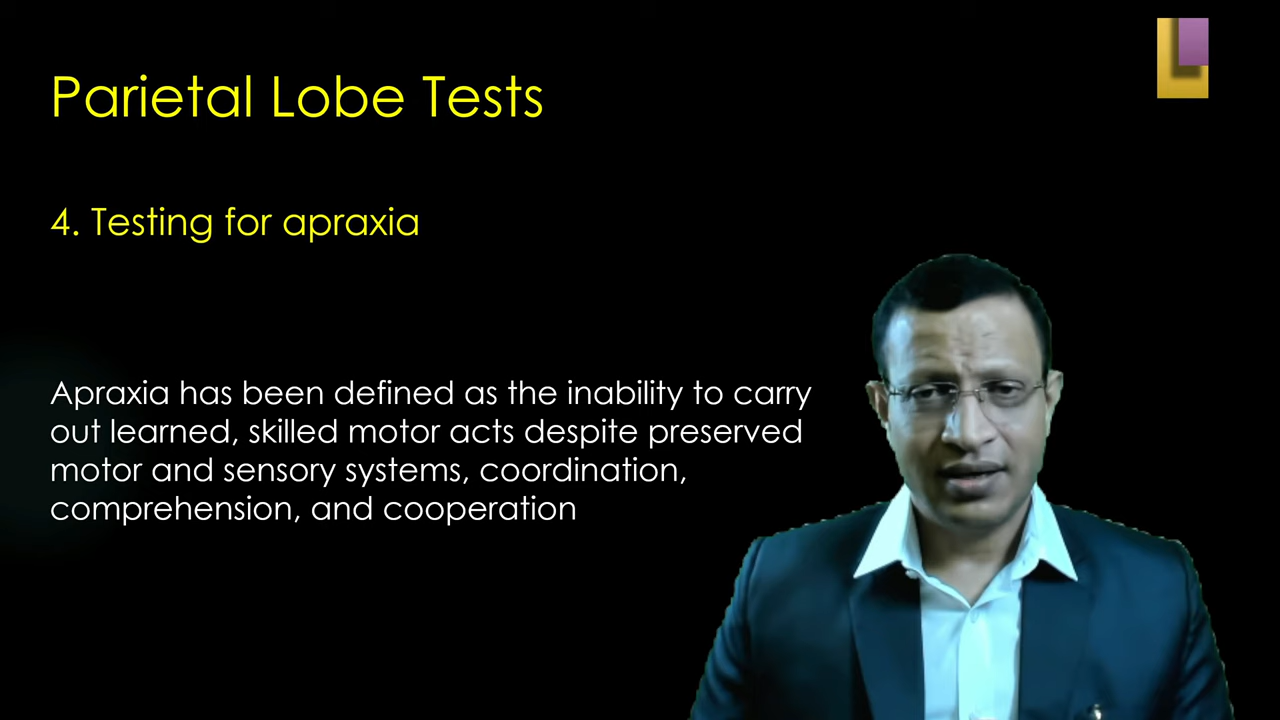 Parietal Lobe Tests
4. Testing for apraxia
Apraxia has been defined as the inability to carry
out learned, skilled motor acts despite preserved
motor and sensory systems, coordination,
comprehension, and cooperation